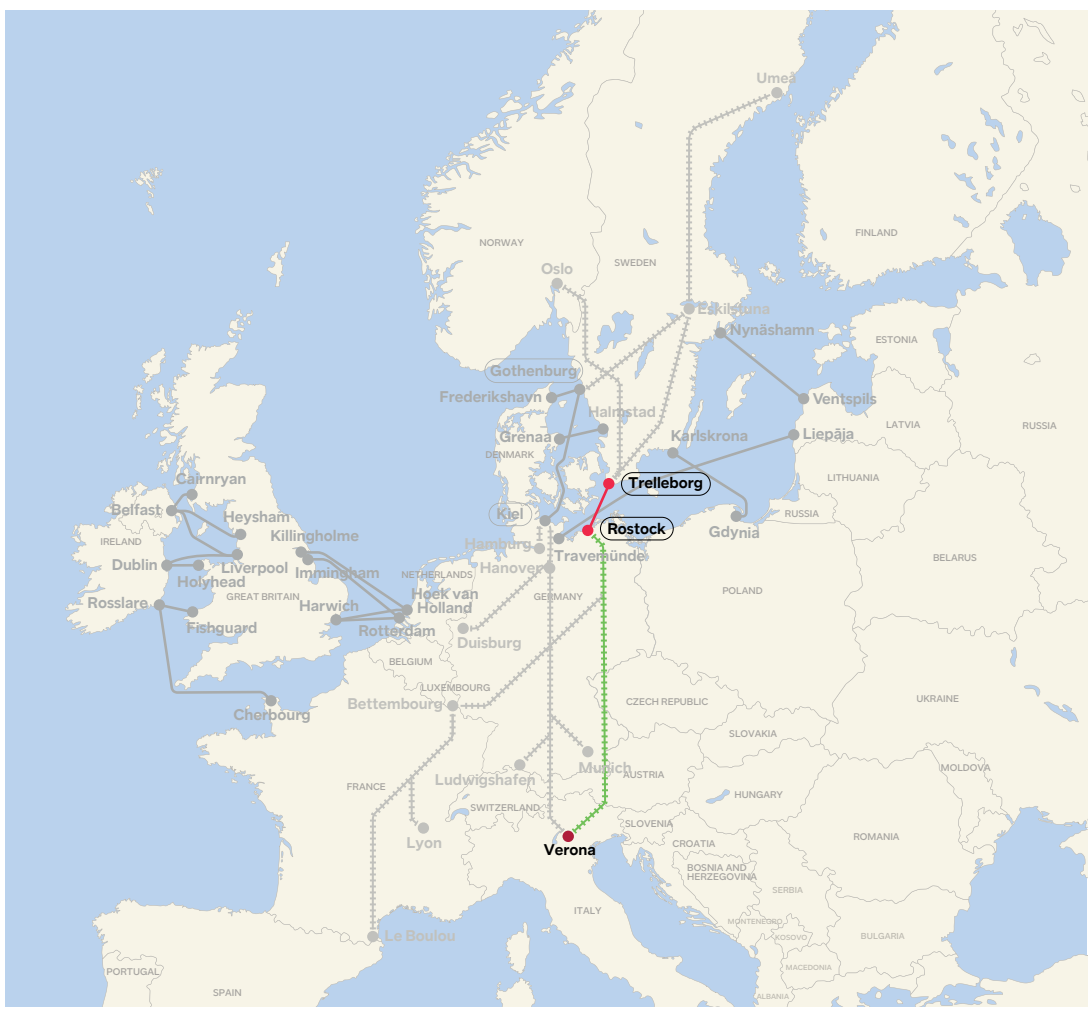 Umeå
FINLAND
NORWAY
SWEDEN
Oslo
Eskilstuna
Nynäshamn
ESTONIA
Gothenburg
Frederikshavn
Ventspils
Halmstad
LATVIA
RUSSIA
Grenaa
Karlskrona
Liepāja
DENMARK
Cairnryan
LITHUANIA
Trelleborg
Belfast
Heysham
Kiel
RUSSIA
Rostock
Gdynia
IRELAND
Killingholme
Hamburg
Travemünde
BELARUS
Dublin
Liverpool
Immingham
Hanover
NETHERLANDS
Holyhead
GREAT BRITAIN
Hoek van
Holland
GERMANY
POLAND
Rosslare
Harwich
Fishguard
Rotterdam
Duisburg
BELGIUM
LUXEMBOURG
Bettembourg
CZECH REPUBLIC
UKRAINE
Cherbourg
SLOVAKIA
Munich
MOLDOVA
Ludwigshafen
AUSTRIA
FRANCE
HUNGARY
SWITZERLAND
SLOVENIA
ROMANIA
Lyon
Verona
CROATIA
BOSNIA AND
HERZEGOVINA
SERBIA
ITALY
MONTENEGRO
Le Boulou
KOSOVO
BULGARIA
PORTUGAL
MACEDONIA
SPAIN
ALBANIA